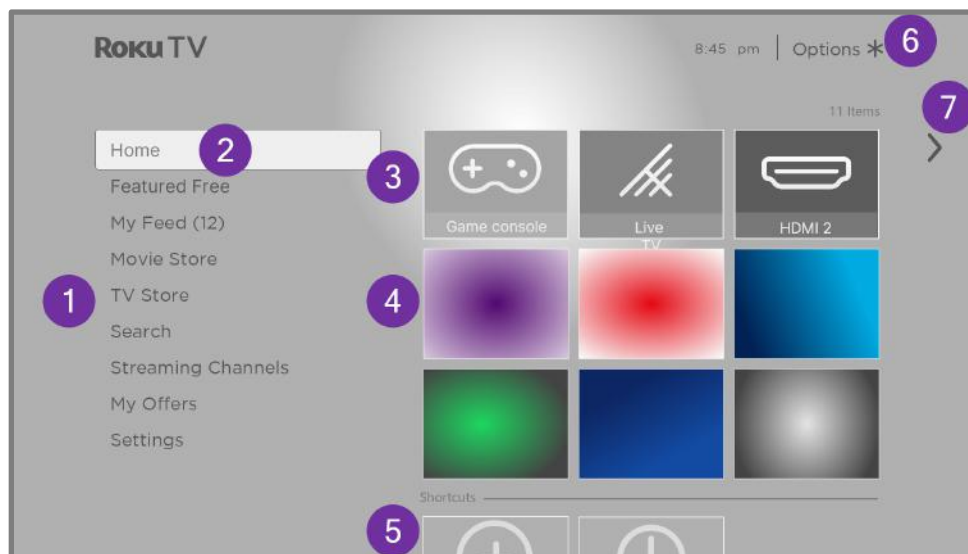 Roku TV
8:45 pm | Options *
6
7
11 Items
Home
2
Featured Free
My Feed (12)
Movie Store
TV Store
Search
Streaming Channels
My Offers
Settings
1
3
Game console
Live
TV
HDMI 2
4
Shortcuts
5